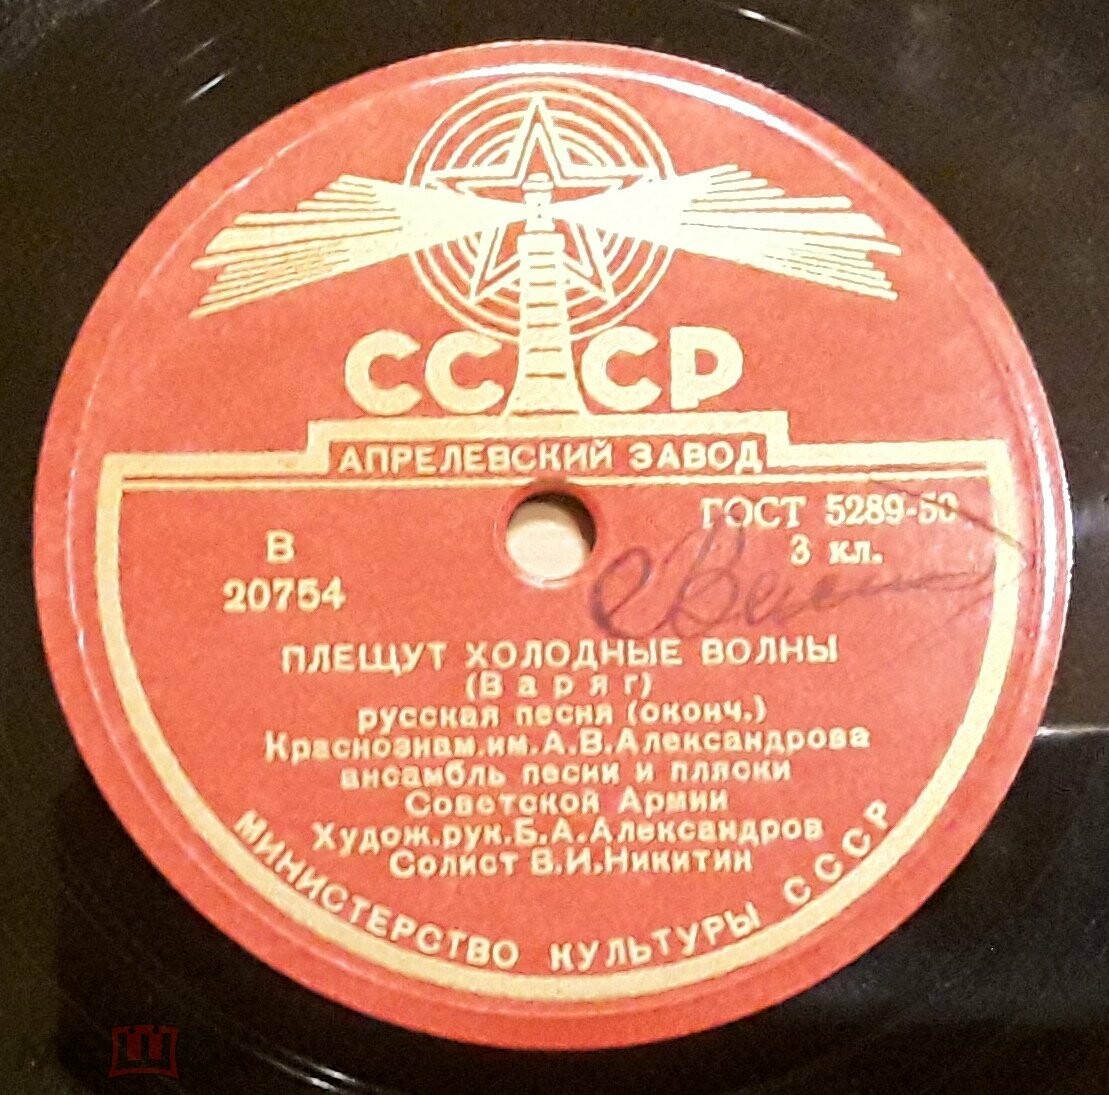 СССР
АПРЕЛЕВСКИЙ ЗАВОД
ГОСТ 5289-50
3 кл.
В
20754
ПЛЕЩУТ ХОЛОДНЫЕ ВОЛНЫ
(Варяг)
русская песня (оконч.)
Краснознам.им.А.В.Александрова
ансамбль песни и пляски
Советской Армии
Худож.рук.Б.А.Александров
Солист В.И.Никитин
МИНИСТЕРСТВО КУЛЬТУРЫ СССР